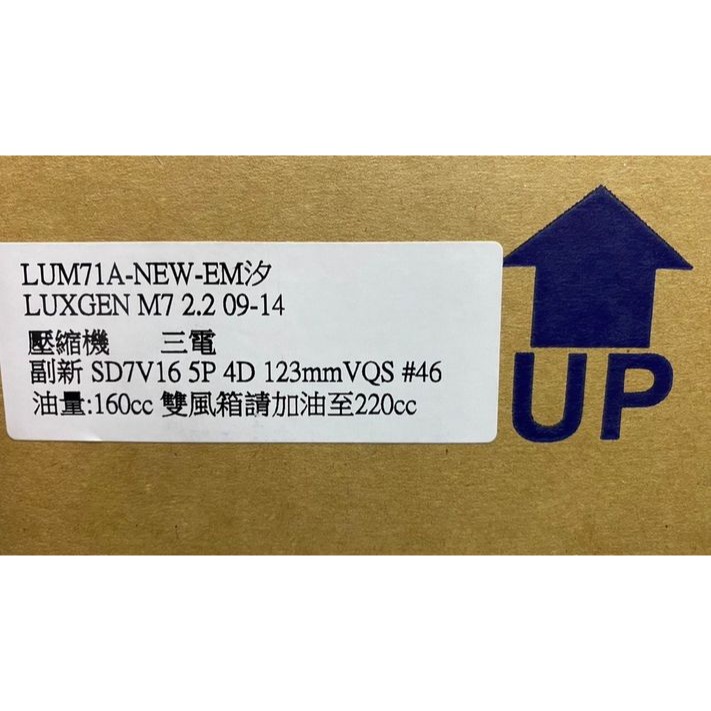 LUM71A-NEW-EM汐
LUXGEN M7 2.2 09-14
壓縮機 三電
副新 SD7V16 5P 4D 123mmVQS #46
油量:160cc 雙風箱請加油至220cc
UP